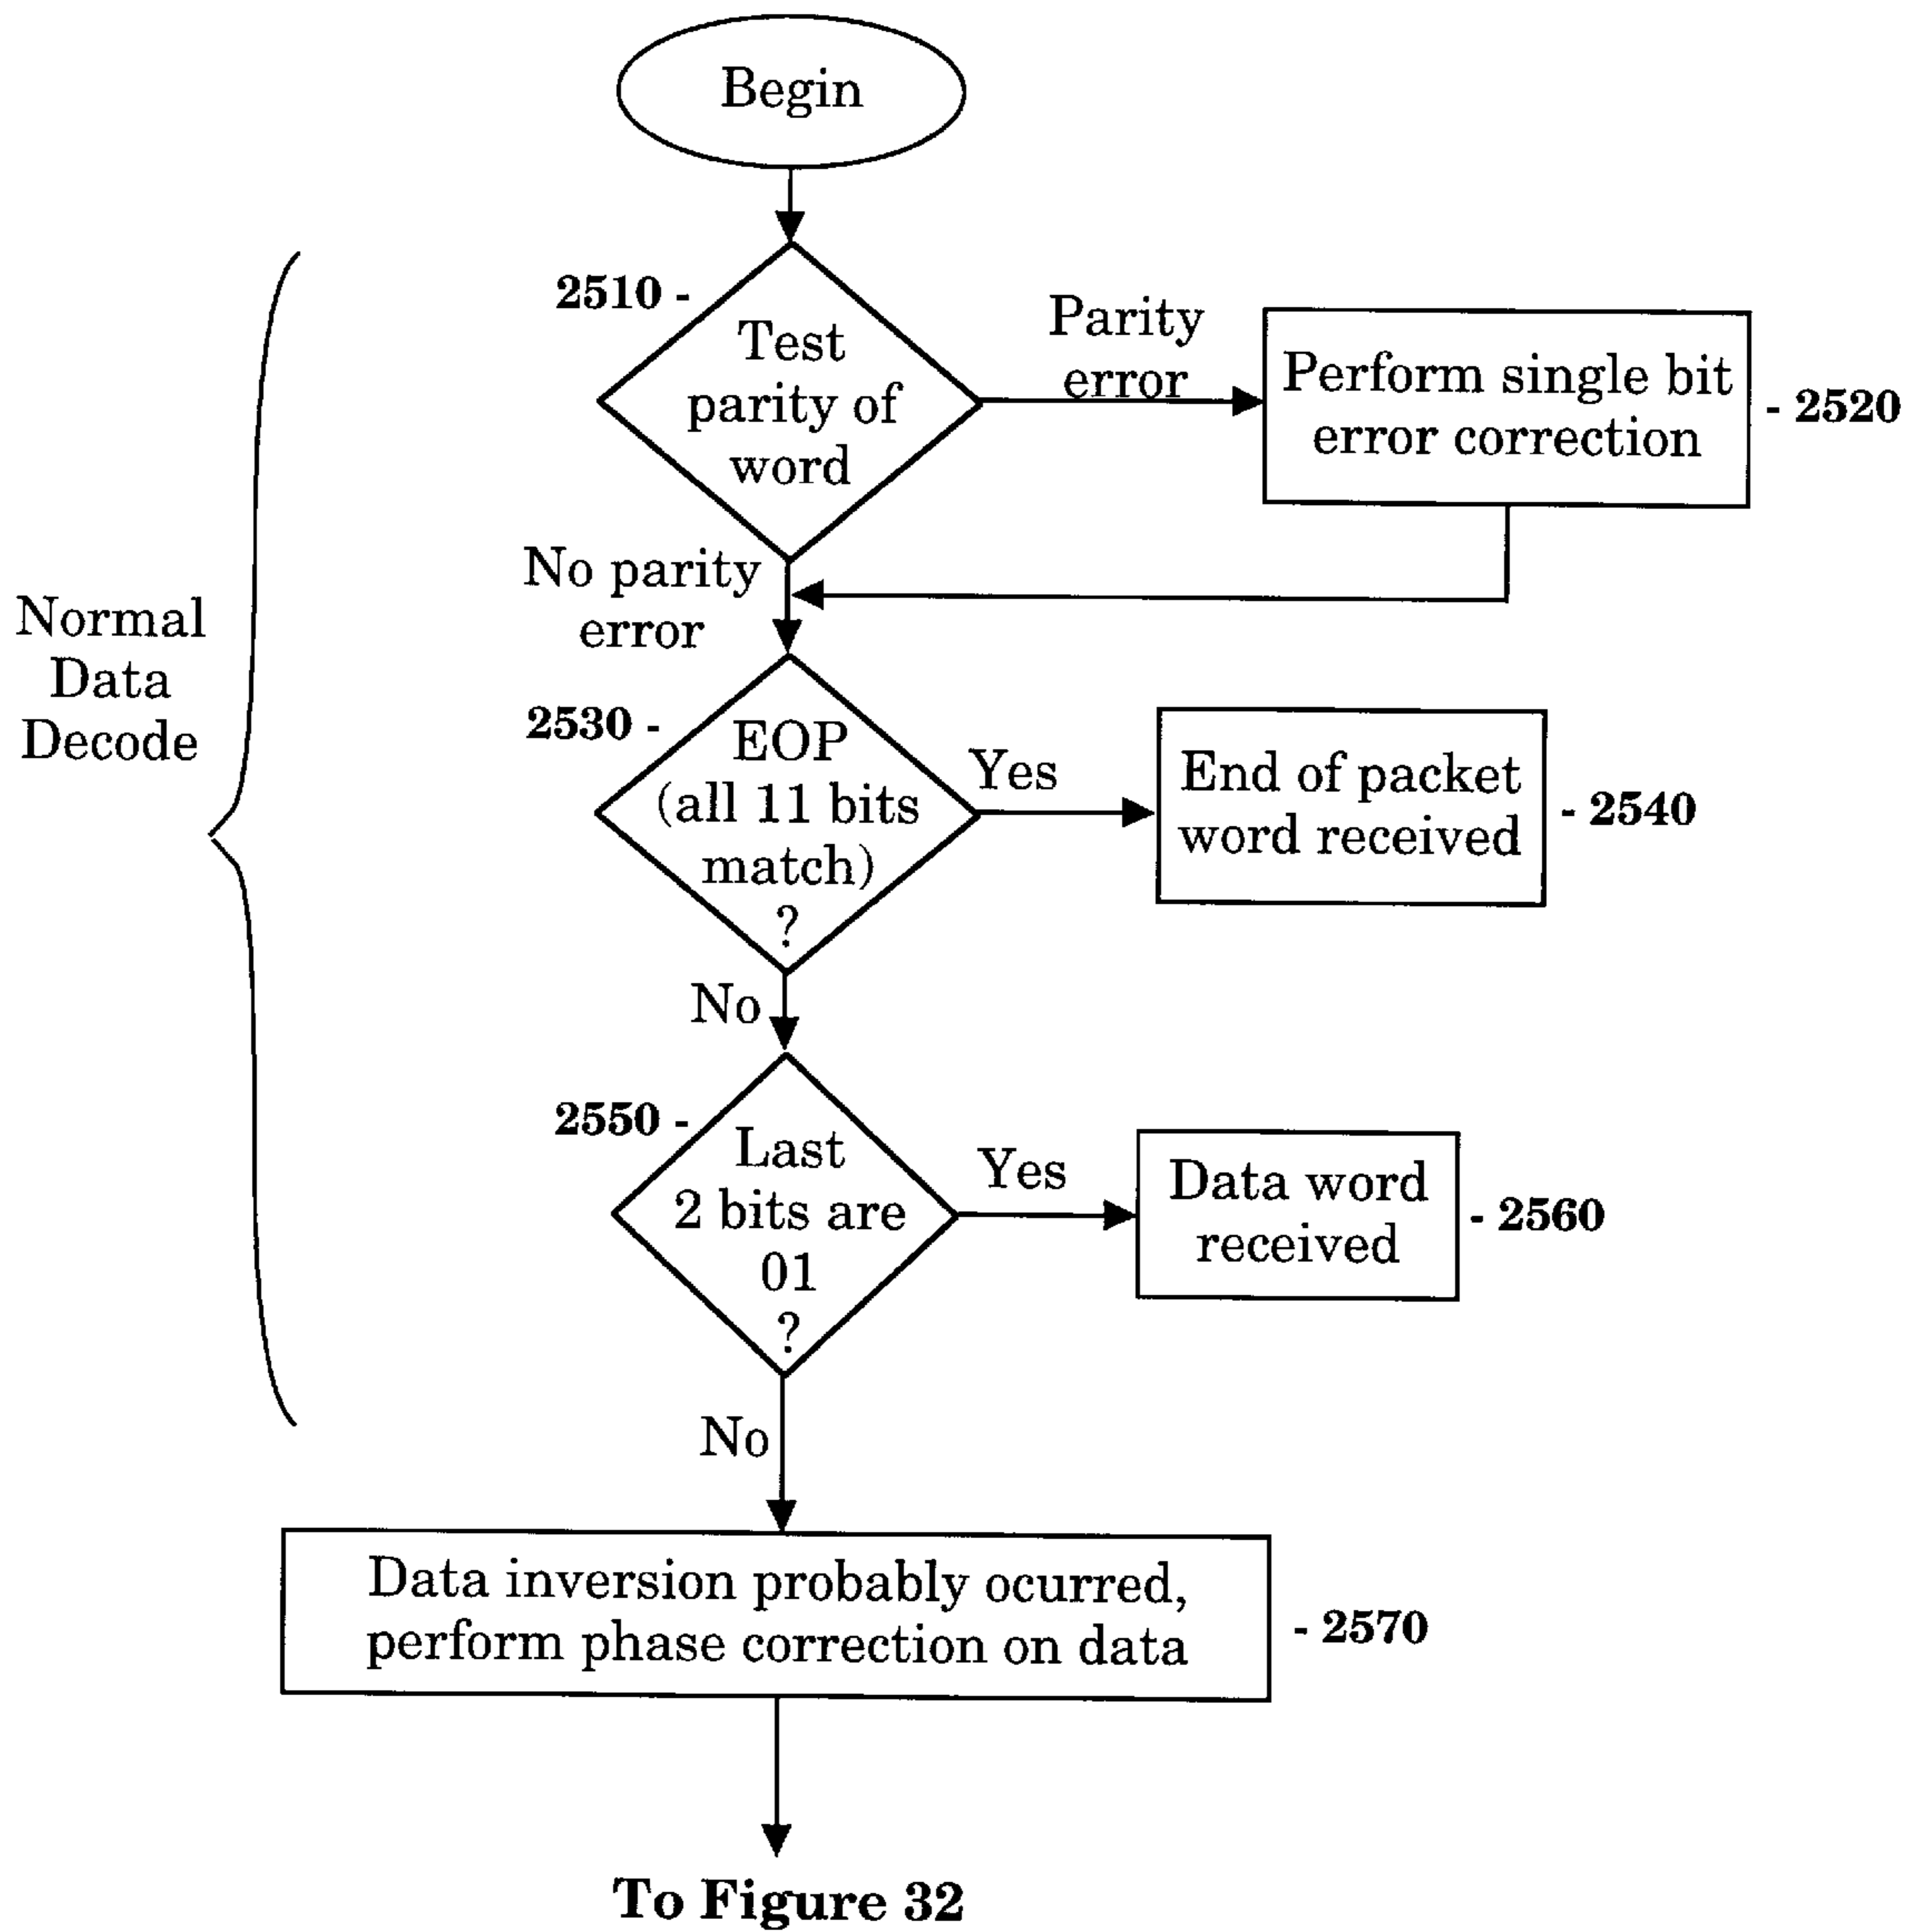 Begin
2510 -
Test
parity of
word
Parity
error
Perform single bit
error correction
- 2520
No parity
error
Normal
Data
Decode
2530 -
EOP
(all 11 bits
match)
?
Yes
End of packet
word received
- 2540
No
2550 -
Last
2 bits are
01
?
Yes
Data word
received
- 2560
No
Data inversion probably ocurred,
perform phase correction on data
- 2570
To Figure 32